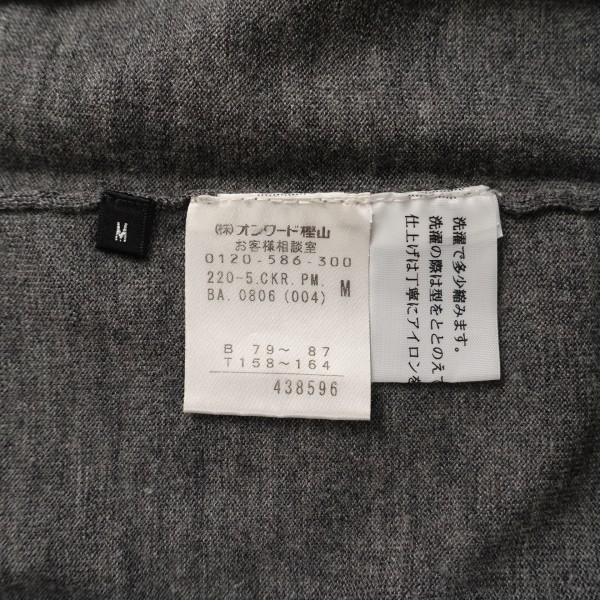 M
(株)オンワード樫山
お客様相談室
0120-586-300
220-5.CKR.PM.
BA.0806(004) M
B 79〜 87
T158〜164
438596
洗濯で多少縮みます。
洗濯の際は型をととのえて
仕上げは丁寧にアイロンを